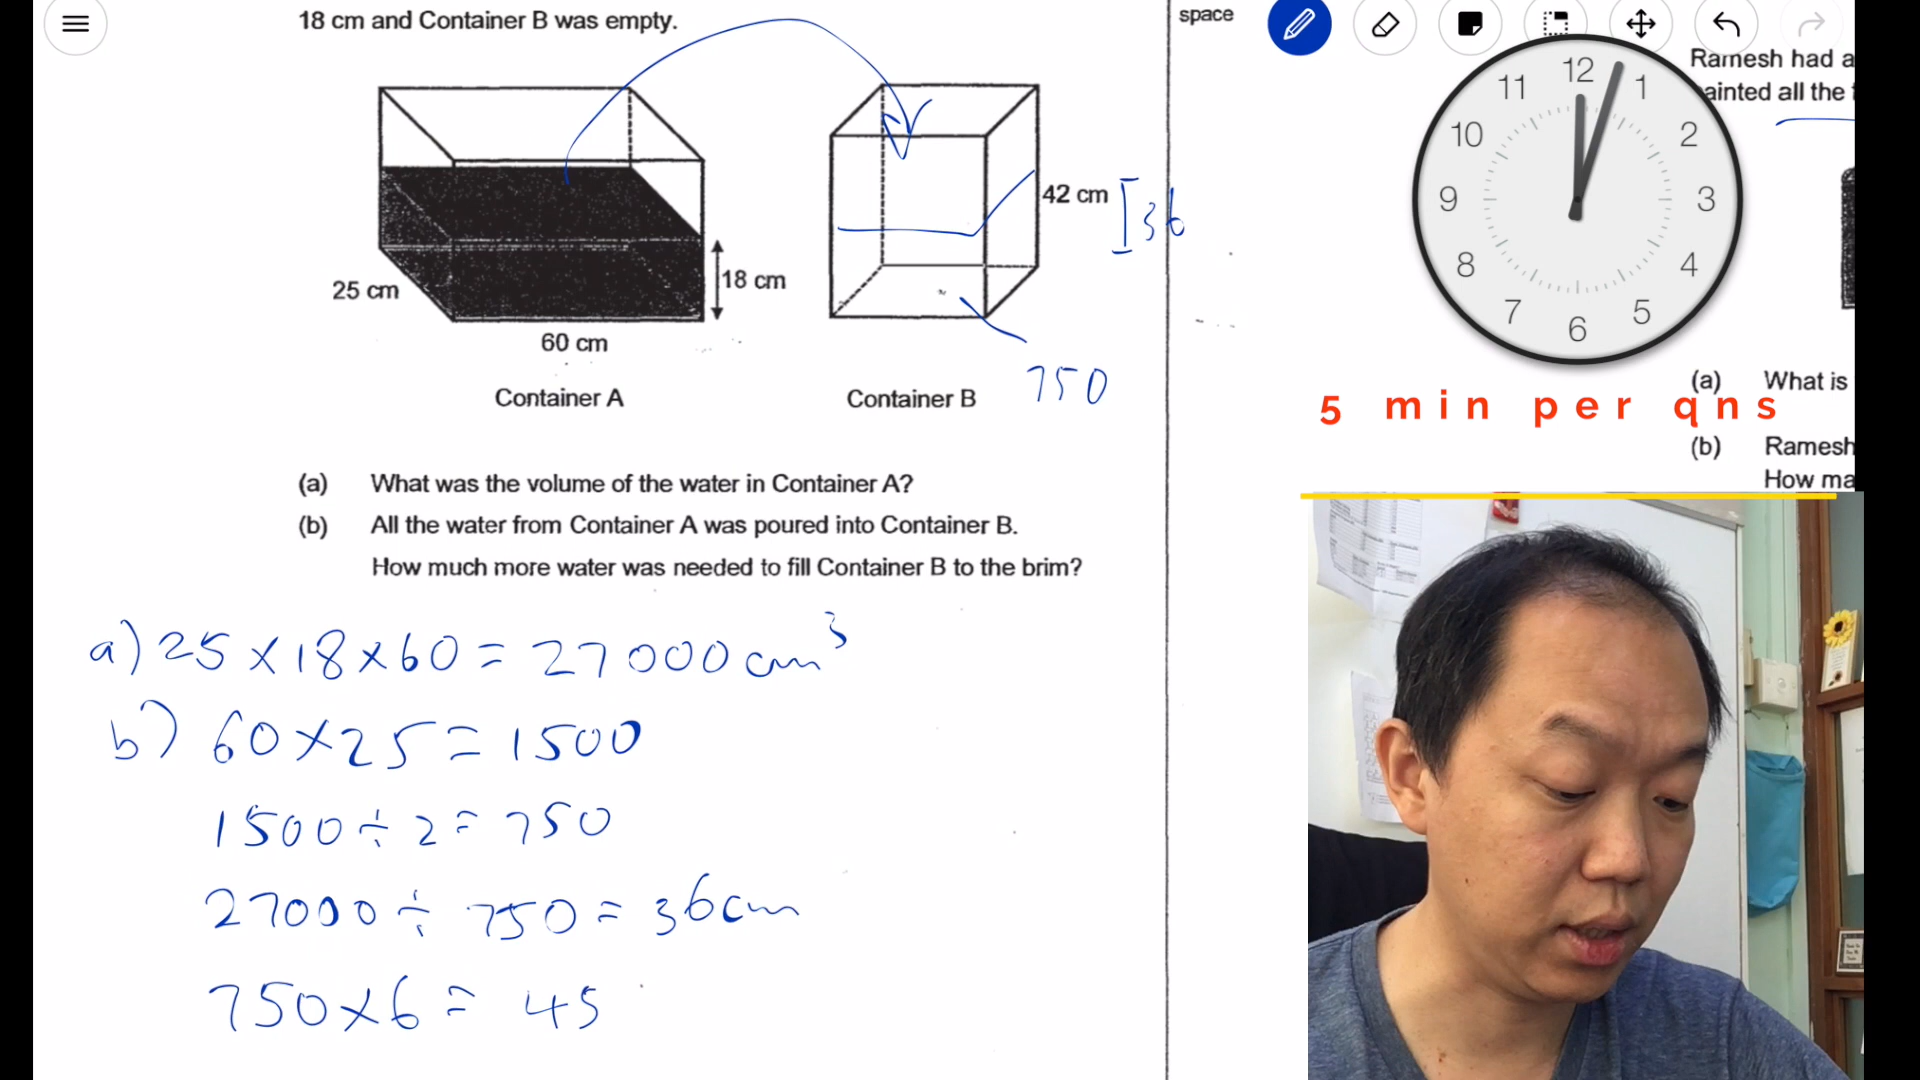 18 cm and Container B was empty.
space
42 cm
36
25 cm
18 cm
60 cm
750
Container A
Container B
(a) What was the volume of the water in Container A?
(b) All the water from Container A was poured into Container B.
How much more water was needed to fill Container B to the brim?
a) 25 × 18 × 60 = 27000 cm³
b) 60 × 25 = 1500
1500 ÷ 2 = 750
27000 ÷ 750 = 36cm
750 × 6 = 45
Ramesh had a
ainted all the
12
1
2
3
4
5
6
7
8
9
10
11
5 min per qns
(a) What is
(b) Ramesh
How ma